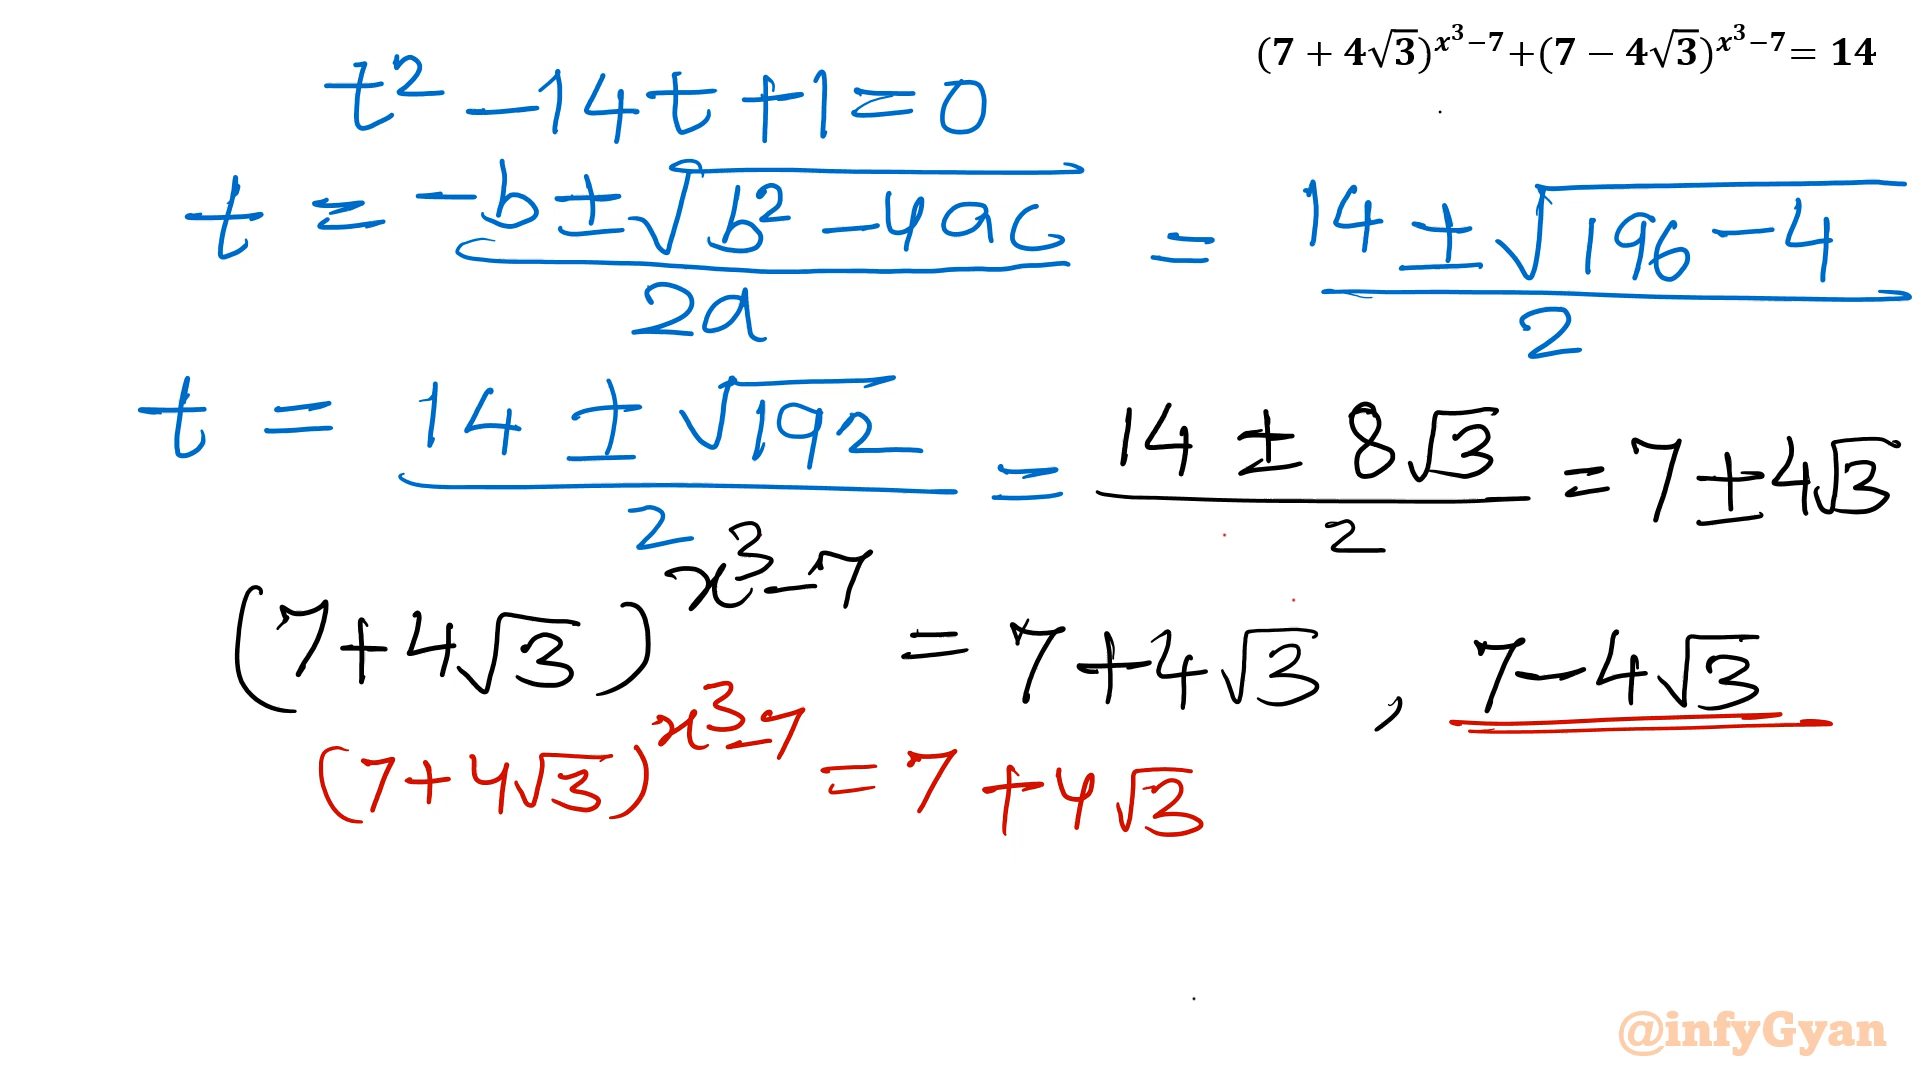 (7 + 4√3)^(x³−7)+(7 − 4√3)^(x³−7)= 14
t² − 14t + 1 = 0
t = (−b ± √(b² − 4ac))/2a = (14 ± √(196 − 4))/2
t = (14 ± √192)/2 = (14 ± 8√3)/2 = 7 ± 4√3
(7+4√3)^(x³−7) = 7+4√3 , 7−4√3
(7+4√3)^(x³−7) = 7 + 4√3
@infyGyan